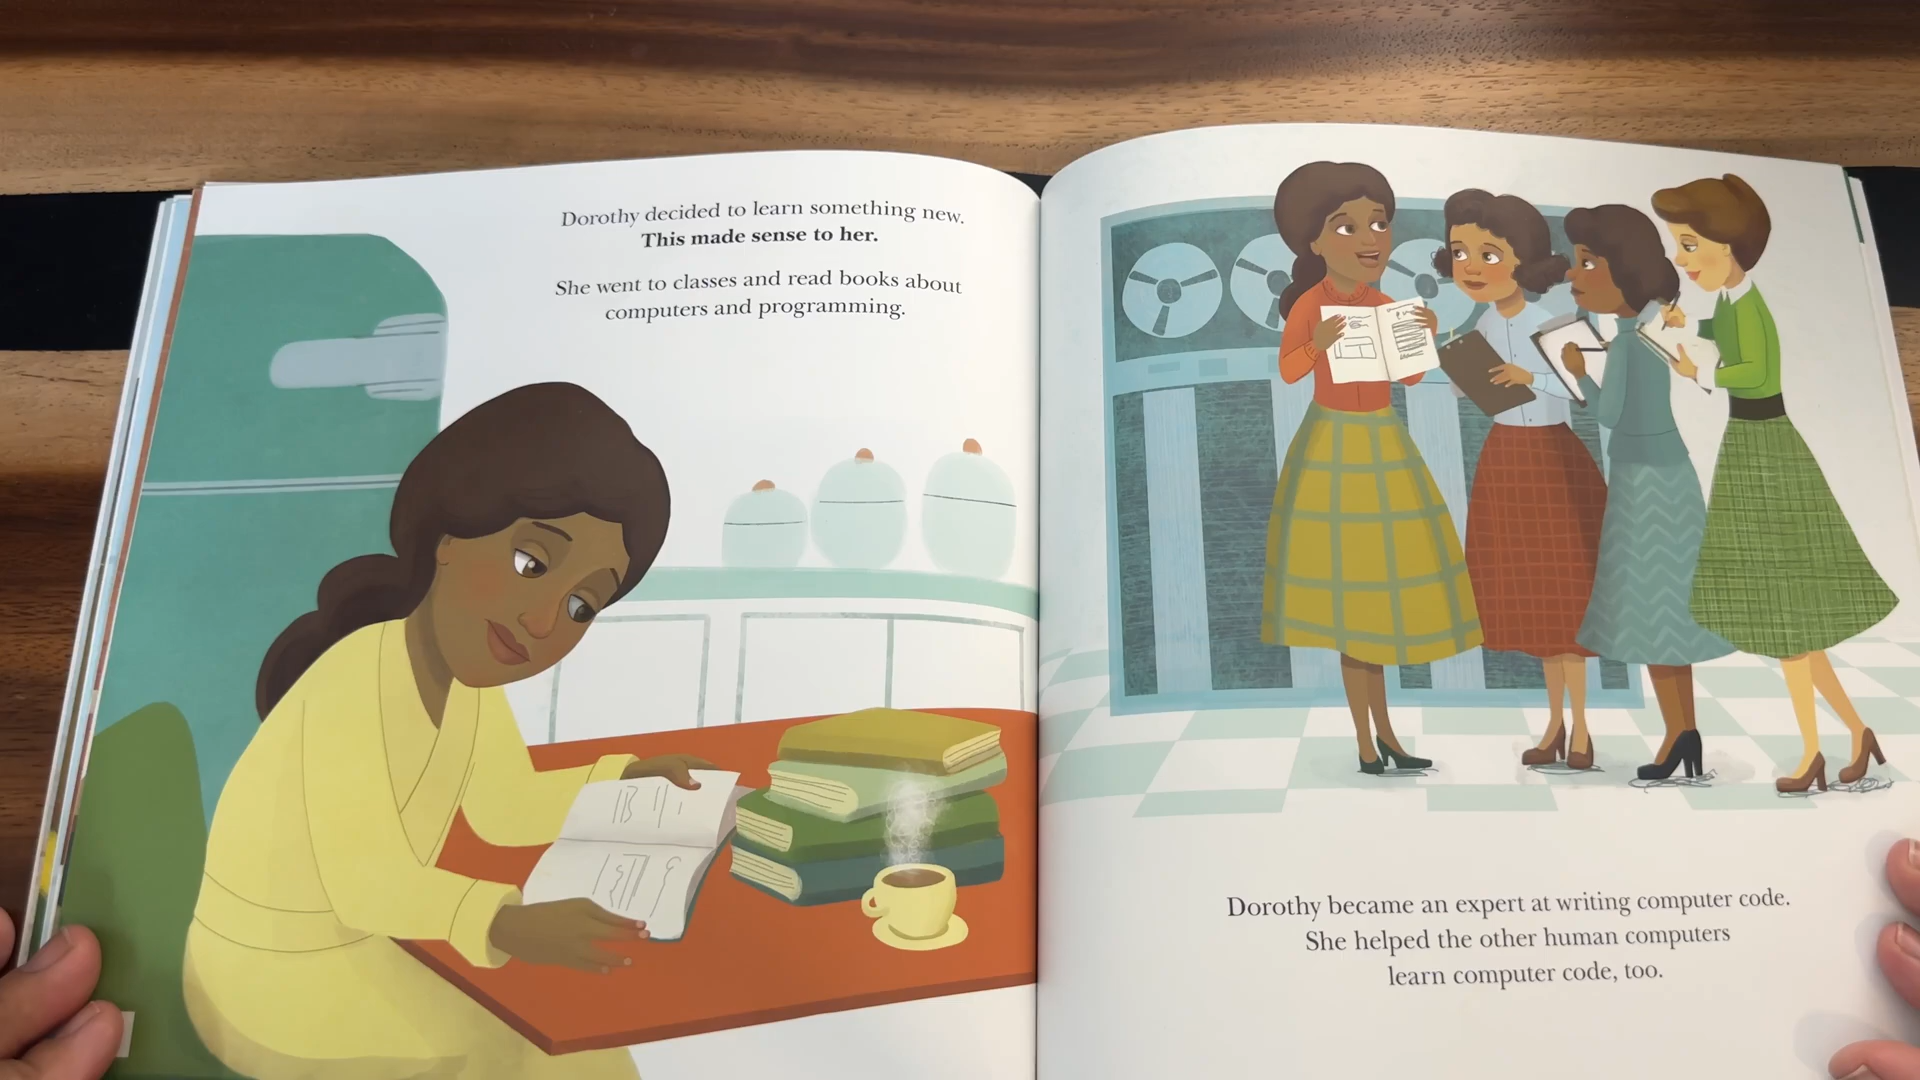 Dorothy decided to learn something new.
This made sense to her.
She went to classes and read books about
computers and programming.
Dorothy became an expert at writing computer code.
She helped the other human computers
learn computer code, too.